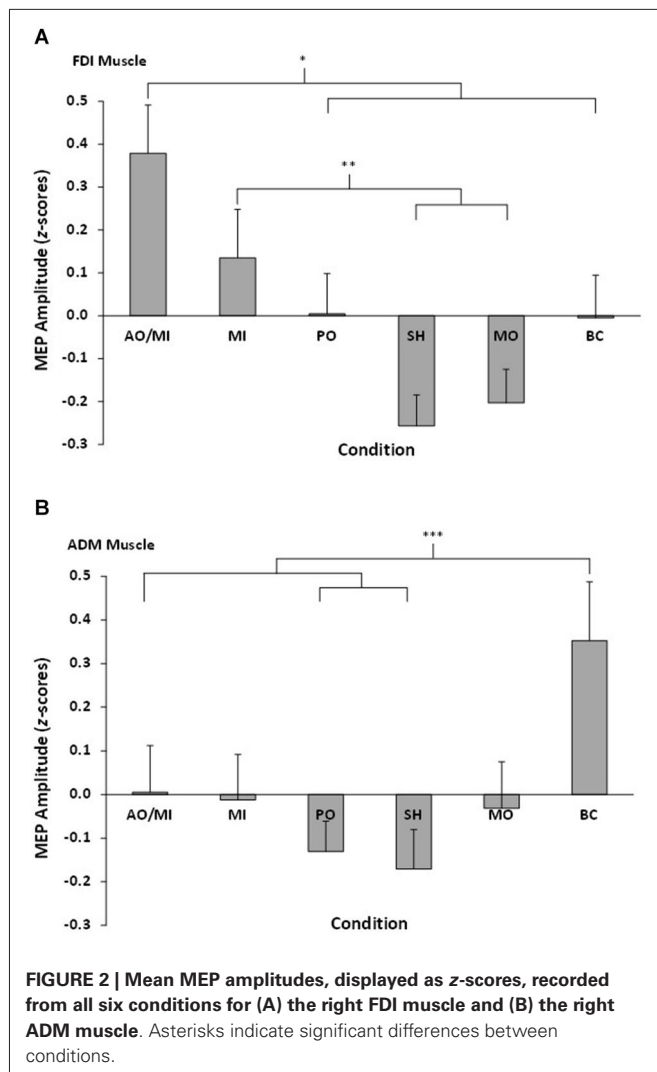 A
FDI Muscle
*
0.5
0.4
**
0.3
0.2
0.1
0.0
AO/MI MI PO SH MO BC
-0.1
-0.2
-0.3
MEP Amplitude (z-scores)
Condition
B
ADM Muscle
***
0.5
0.4
0.3
0.2
0.1
0.0
AO/MI MI PO SH MO BC
-0.1
-0.2
-0.3
MEP Amplitude (z-scores)
Condition
FIGURE 2 | Mean MEP amplitudes, displayed as z-scores, recorded
from all six conditions for (A) the right FDI muscle and (B) the right
ADM muscle. Asterisks indicate significant differences between
conditions.